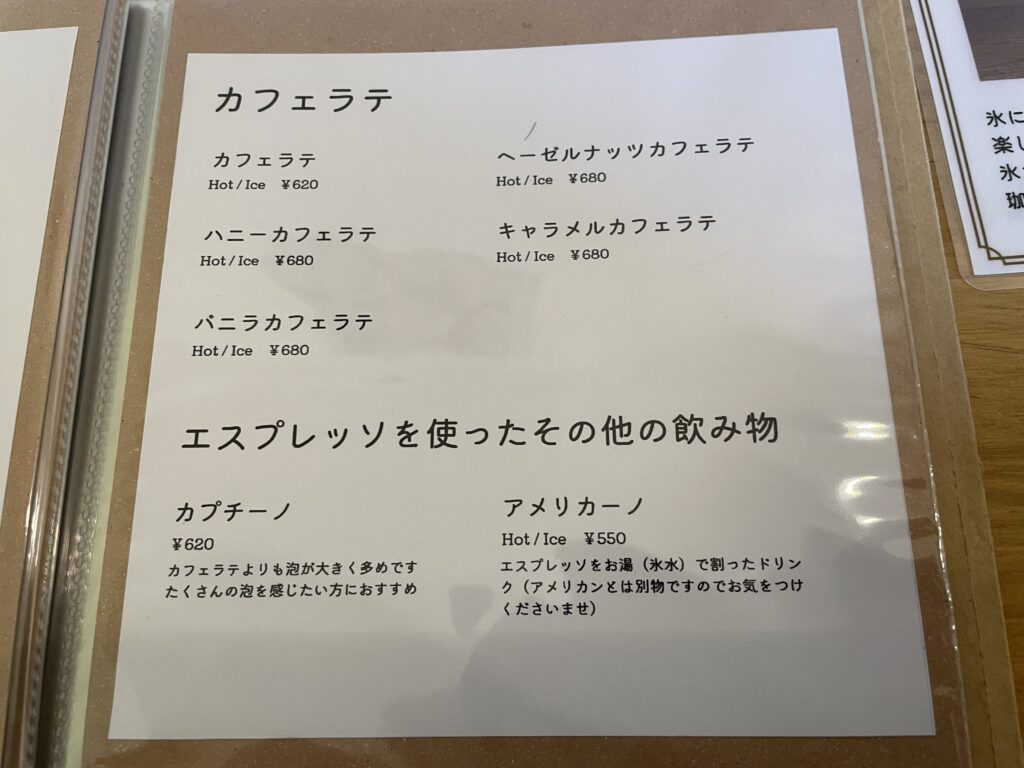 カフェラテ
カフェラテ
Hot / Ice ¥620
ヘーゼルナッツカフェラテ
Hot / Ice ¥680
ハニーカフェラテ
Hot / Ice ¥680
キャラメルカフェラテ
Hot / Ice ¥680
バニラカフェラテ
Hot / Ice ¥680
エスプレッソを使ったその他の飲み物
カプチーノ
¥620
カフェラテよりも泡が大きく多めです
たくさんの泡を感じたい方におすすめ
アメリカーノ
Hot / Ice ¥550
エスプレッソをお湯（氷水）で割ったドリン
ク（アメリカンとは別物ですのでお気をつけ
くださいませ）
氷に
楽し
氷
珈